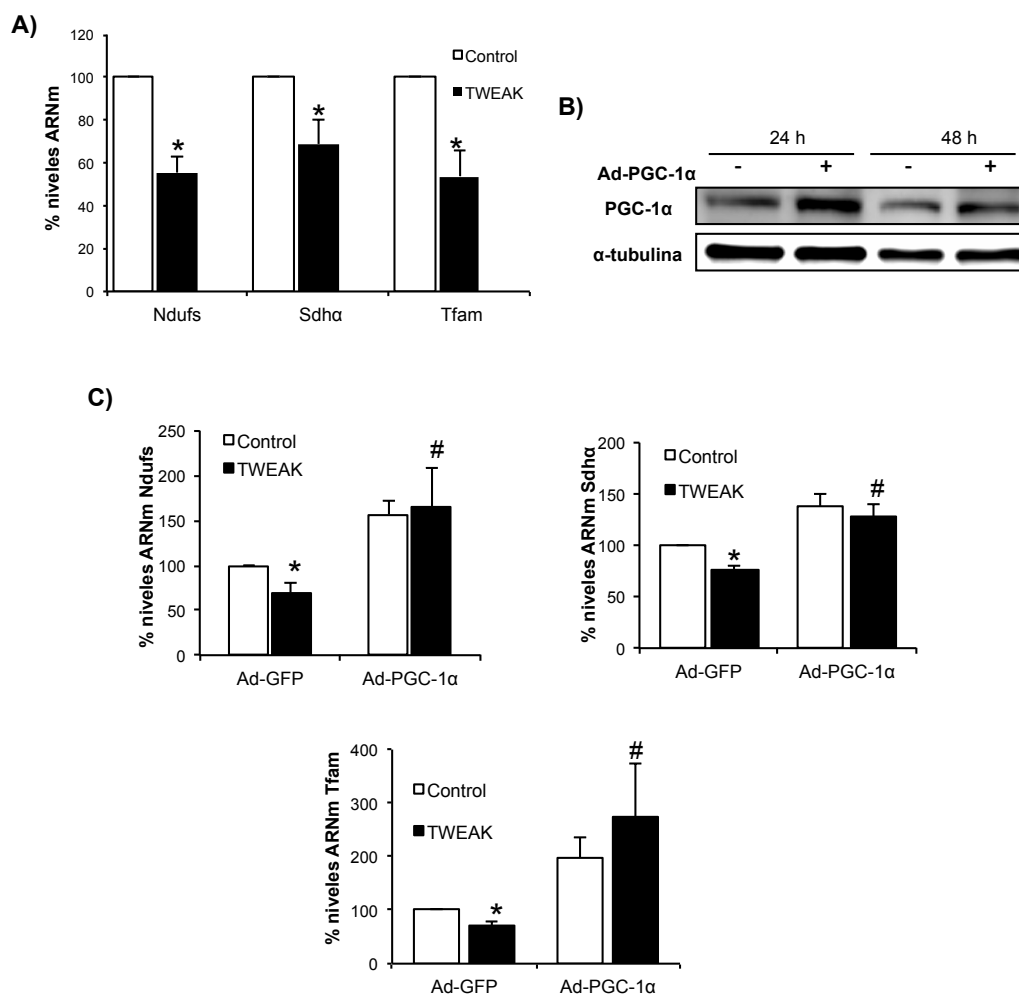 A)
% niveles ARNm
120
100
80
60
40
20
0
Control
TWEAK
*
*
*
Ndufs
Sdhα
Tfam
B)
24 h
48 h
Ad-PGC-1α
-
+
-
+
PGC-1α
α-tubulina
C)
% niveles ARNm Ndufs
250
200
150
100
50
0
Control
TWEAK
*
#
Ad-GFP
Ad-PGC-1α
% niveles ARNm Sdhα
200
150
100
50
0
Control
TWEAK
*
#
Ad-GFP
Ad-PGC-1α
% niveles ARNm Tfam
400
300
200
100
0
Control
TWEAK
*
#
Ad-GFP
Ad-PGC-1α